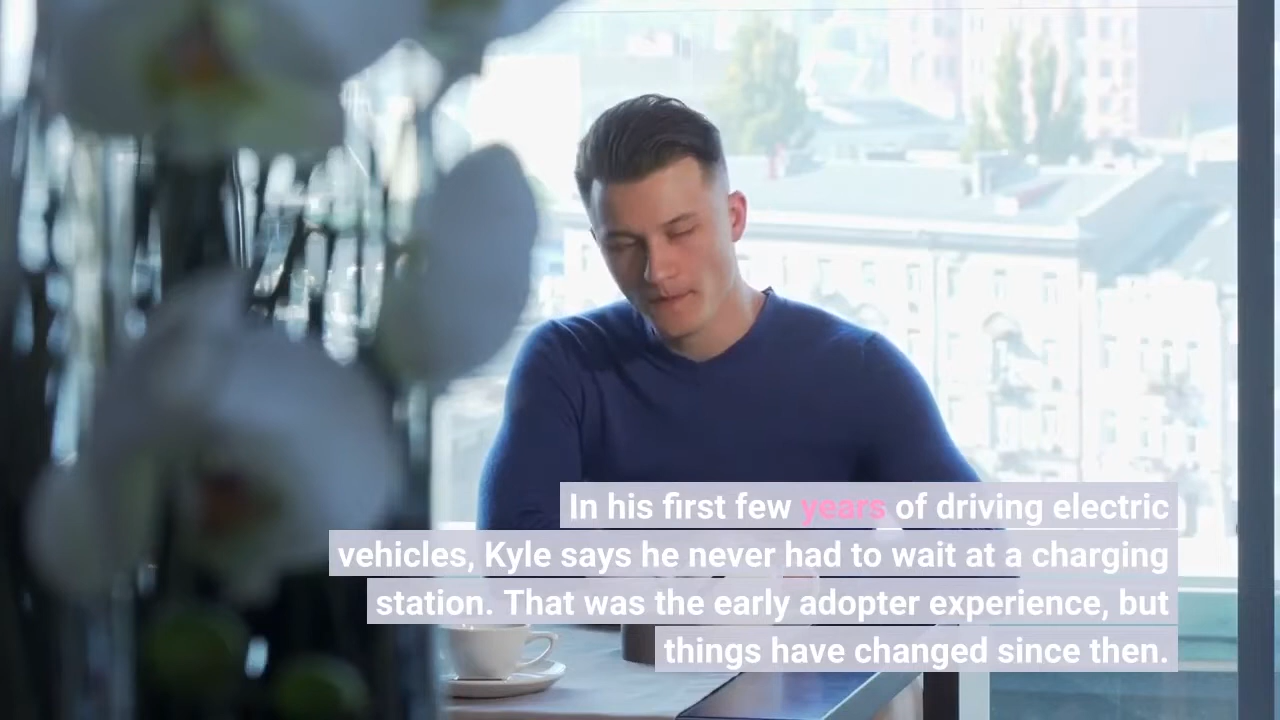 In his first few years of driving electric
vehicles, Kyle says he never had to wait at a charging
station. That was the early adopter experience, but
things have changed since then.